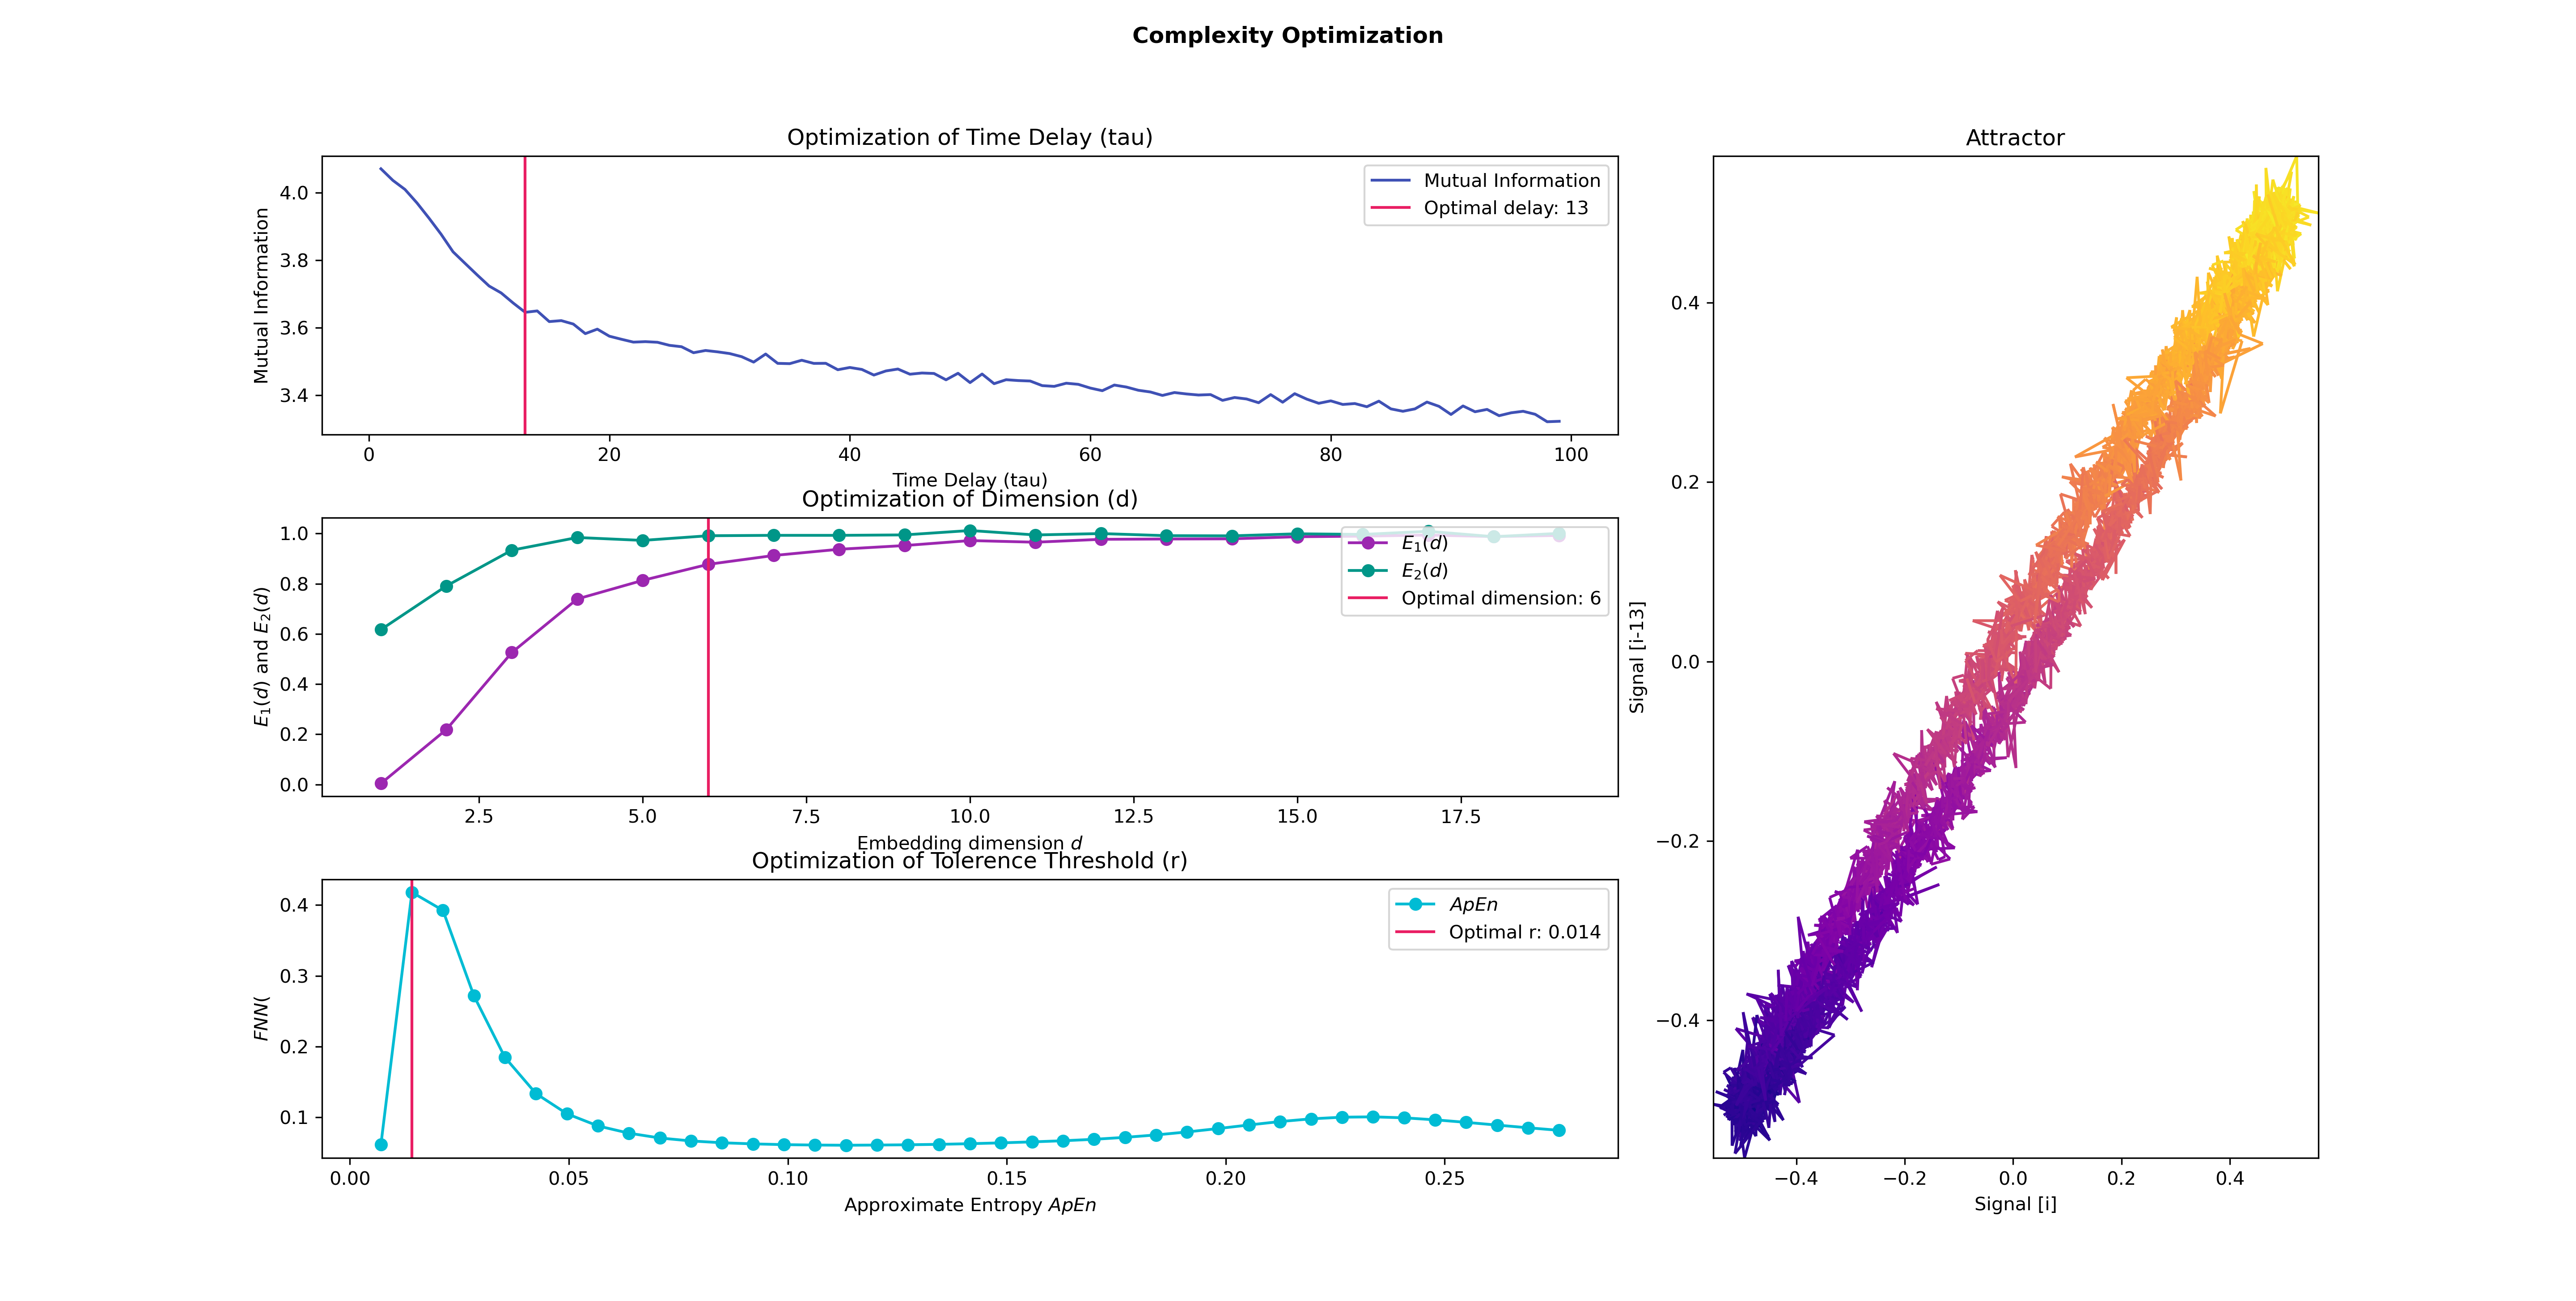 Complexity Optimization
Optimization of Time Delay (tau)
Mutual Information
4.0
3.8
3.6
3.4
Mutual Information
Optimal delay: 13
0 20 40 60 80 100
Time Delay (tau)
Optimization of Dimension (d)
E₁(d) and E₂(d)
1.0
0.8
0.6
0.4
0.2
0.0
E₁(d)
E₂(d)
Optimal dimension: 6
2.5 5.0 7.5 10.0 12.5 15.0 17.5
Embedding dimension d
Optimization of Tolerence Threshold (r)
FNN(
0.4
0.3
0.2
0.1
ApEn
Optimal r: 0.014
0.00 0.05 0.10 0.15 0.20 0.25
Approximate Entropy ApEn
Attractor
Signal [i-13]
0.4
0.2
0.0
−0.2
−0.4
−0.4 −0.2 0.0 0.2 0.4
Signal [i]